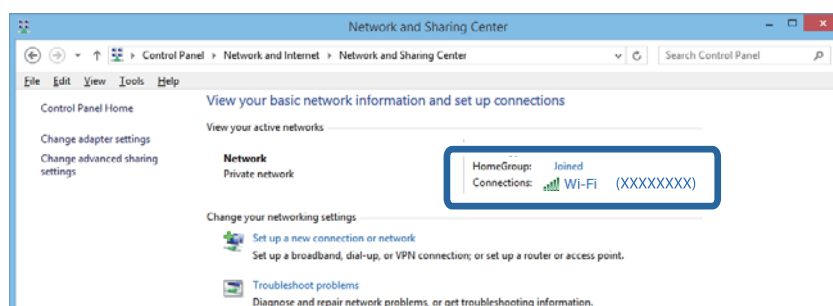 Network and Sharing Center
Control Panel Network and Internet Network and Sharing Center Search Control Panel
File Edit View Tools Help
Control Panel Home
Change adapter settings
Change advanced sharing
settings
View your basic network information and set up connections
View your active networks
Network
Private network
HomeGroup: Joined
Connections: Wi-Fi (XXXXXXXX)
Change your networking settings
Set up a new connection or network
Set up a broadband, dial-up, or VPN connection; or set up a router or access point.
Troubleshoot problems
Diagnose and repair network problems, or get troubleshooting information.